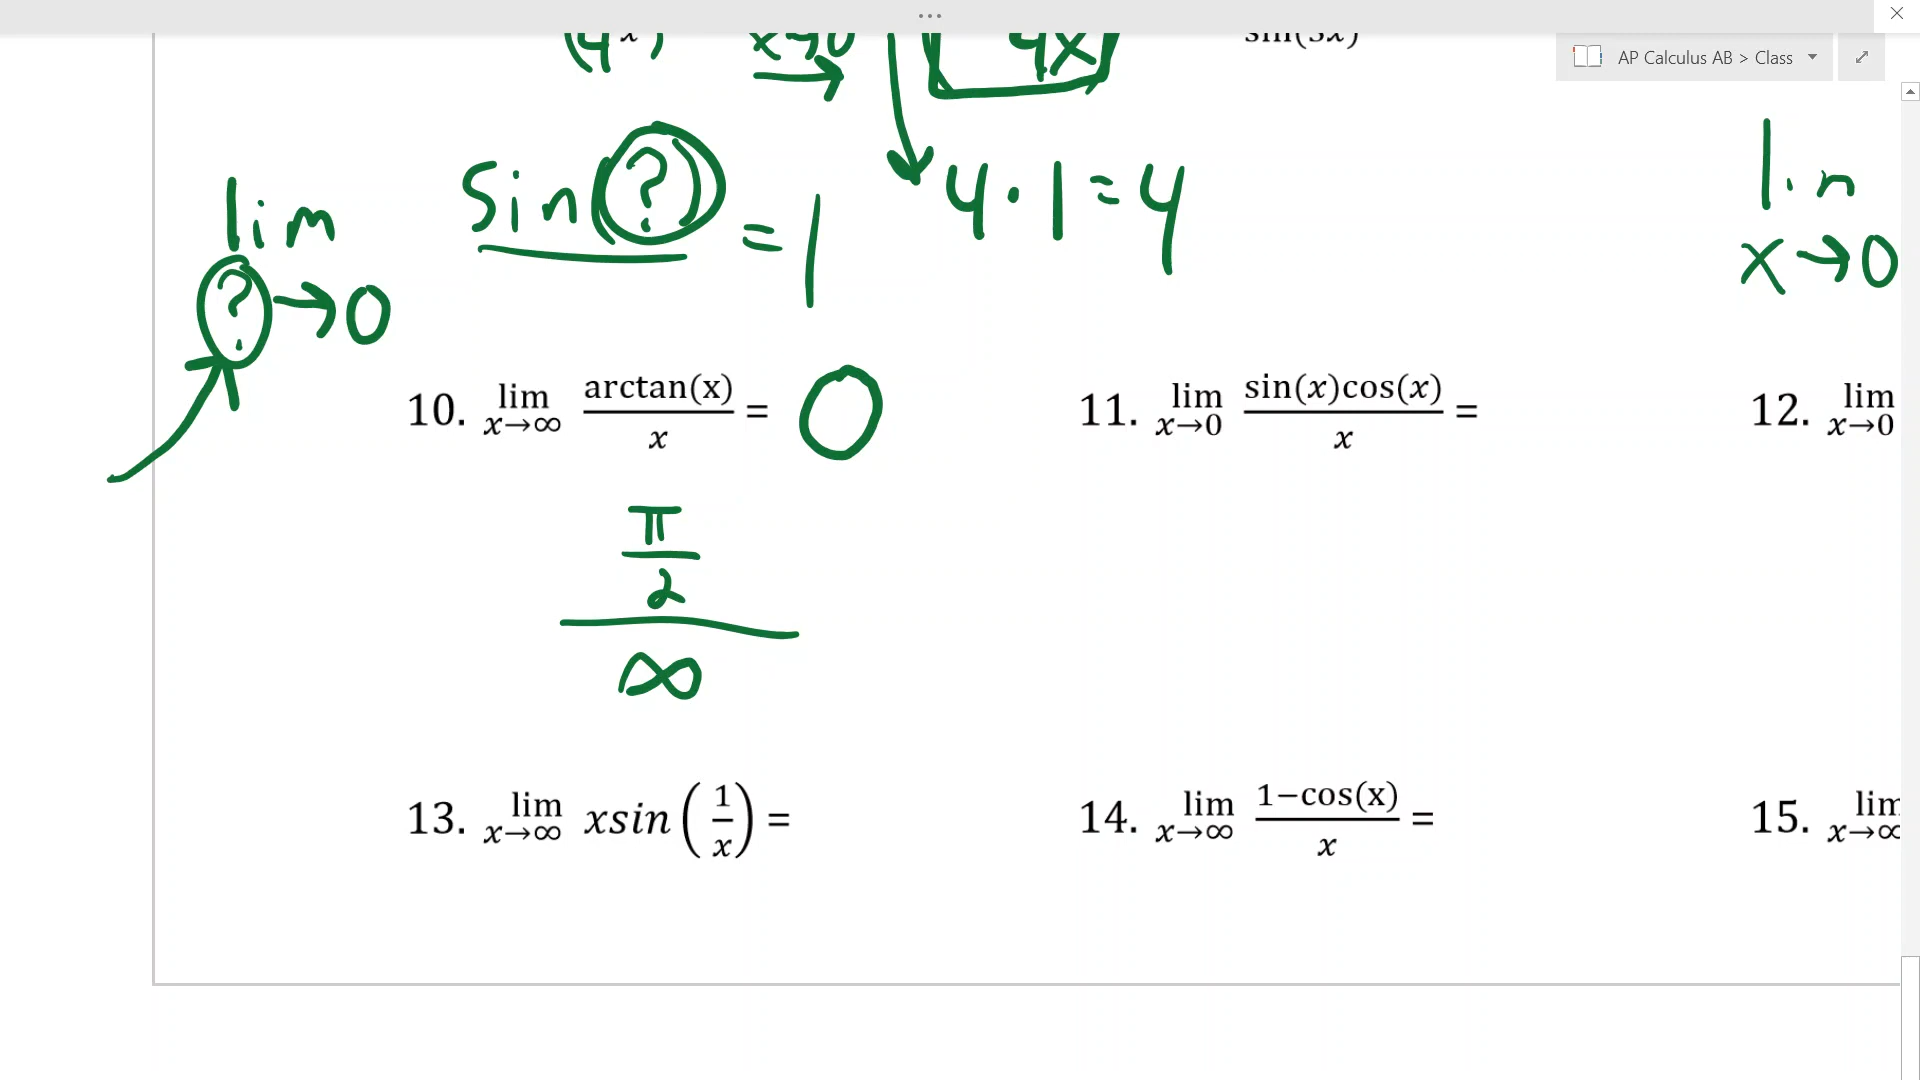 AP Calculus AB > Class
sin(?) = 1
lim
?→0
4 · 1 = 4
lim
x→0
10. lim x→∞ arctan(x)/x = 0
11. lim x→0 sin(x)cos(x)/x =
12. lim x→0
π/2
∞
13. lim x→∞ xsin(1/x) =
14. lim x→∞ 1−cos(x)/x =
15. lim x→∞